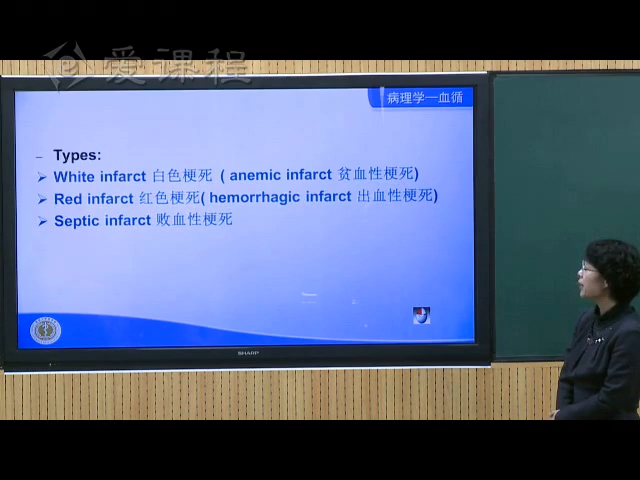 爱课程
病理学—血循
– Types:
➢ White infarct 白色梗死 ( anemic infarct 贫血性梗死)
➢ Red infarct 红色梗死( hemorrhagic infarct 出血性梗死)
➢ Septic infarct 败血性梗死
SHARP